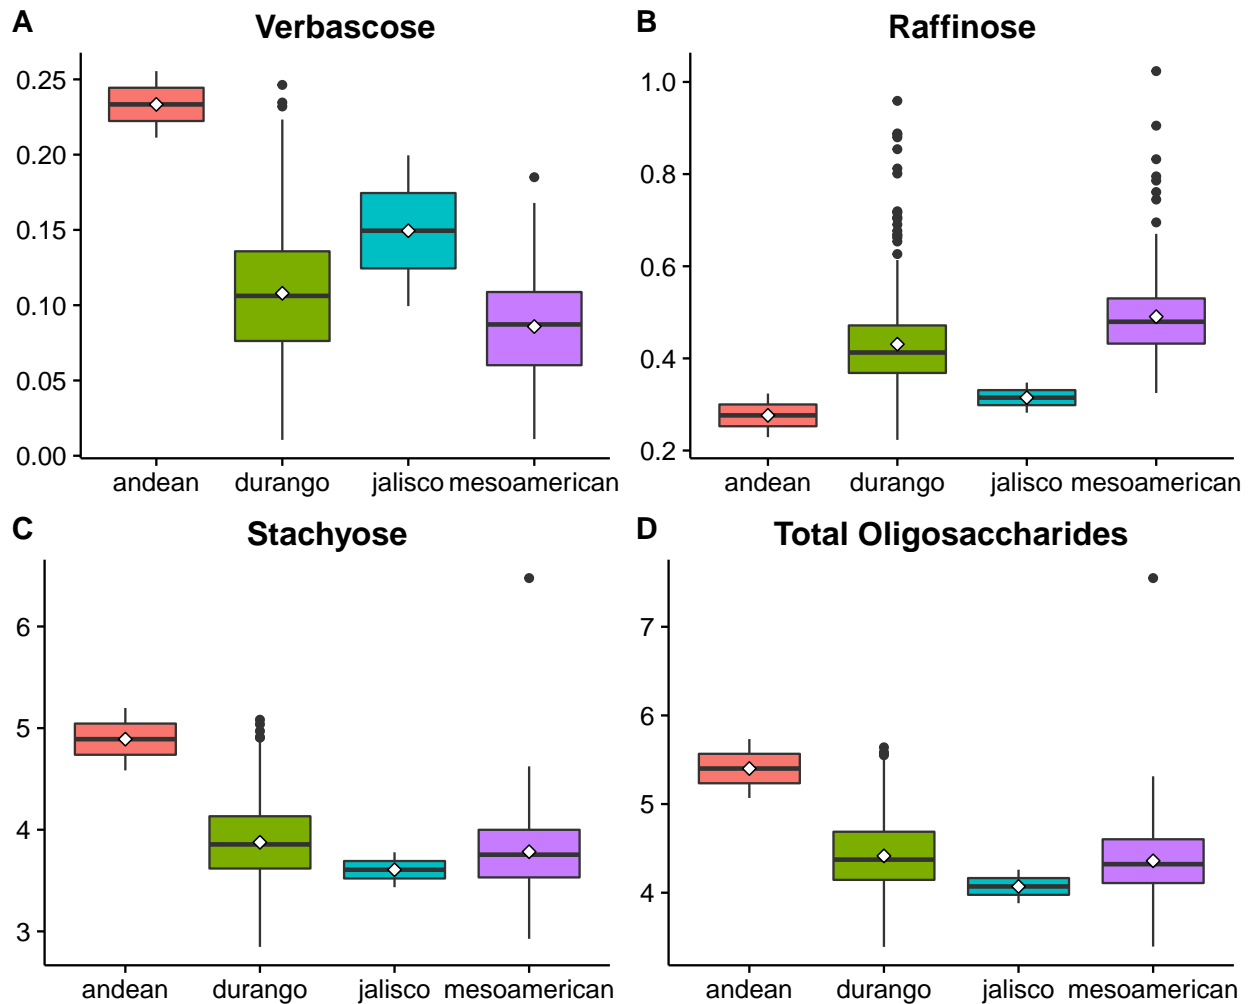 A
Verbascose
0.25
0.20
0.15
0.10
0.05
0.00
andean durango jalisco mesoamerican
B
Raffinose
1.0
0.8
0.6
0.4
0.2
andean durango jalisco mesoamerican
C
Stachyose
6
5
4
3
andean durango jalisco mesoamerican
D
Total Oligosaccharides
7
6
5
4
andean durango jalisco mesoamerican